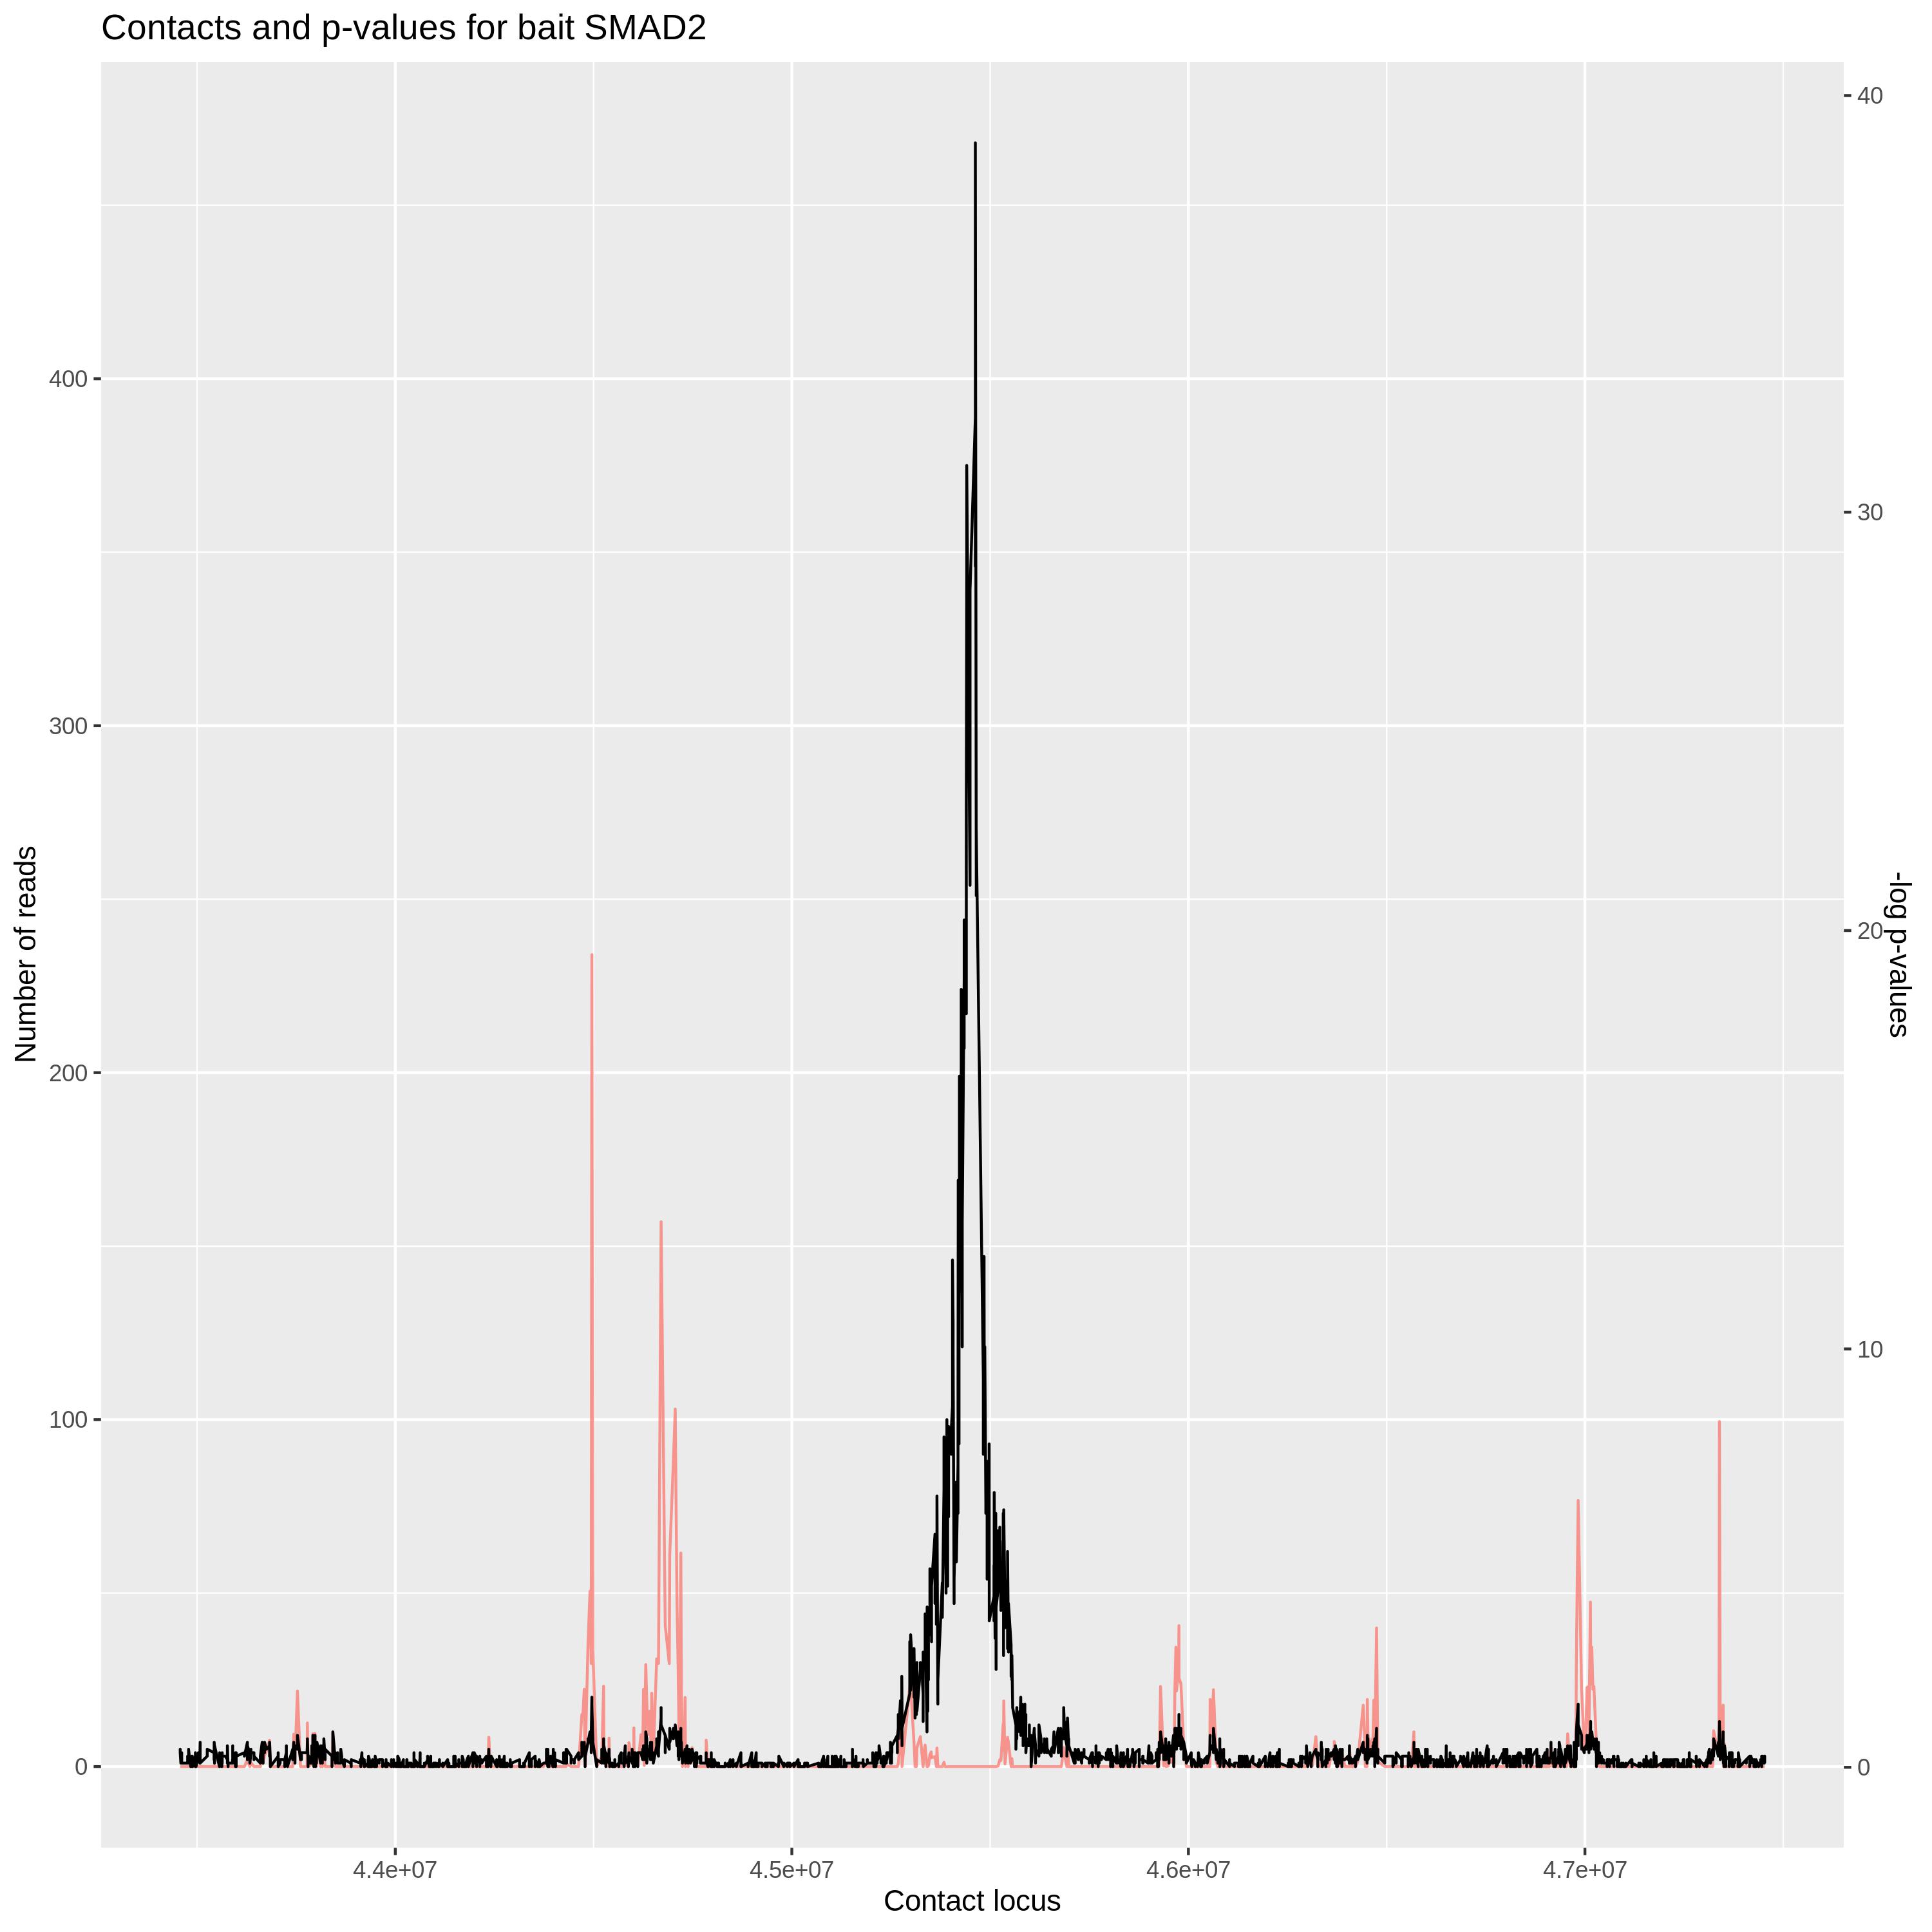 Contacts and p-values for bait SMAD2
Number of reads
400
300
200
100
0
40
30
20
10
0
-log p-values
4.4e+07
4.5e+07
4.6e+07
4.7e+07
Contact locus